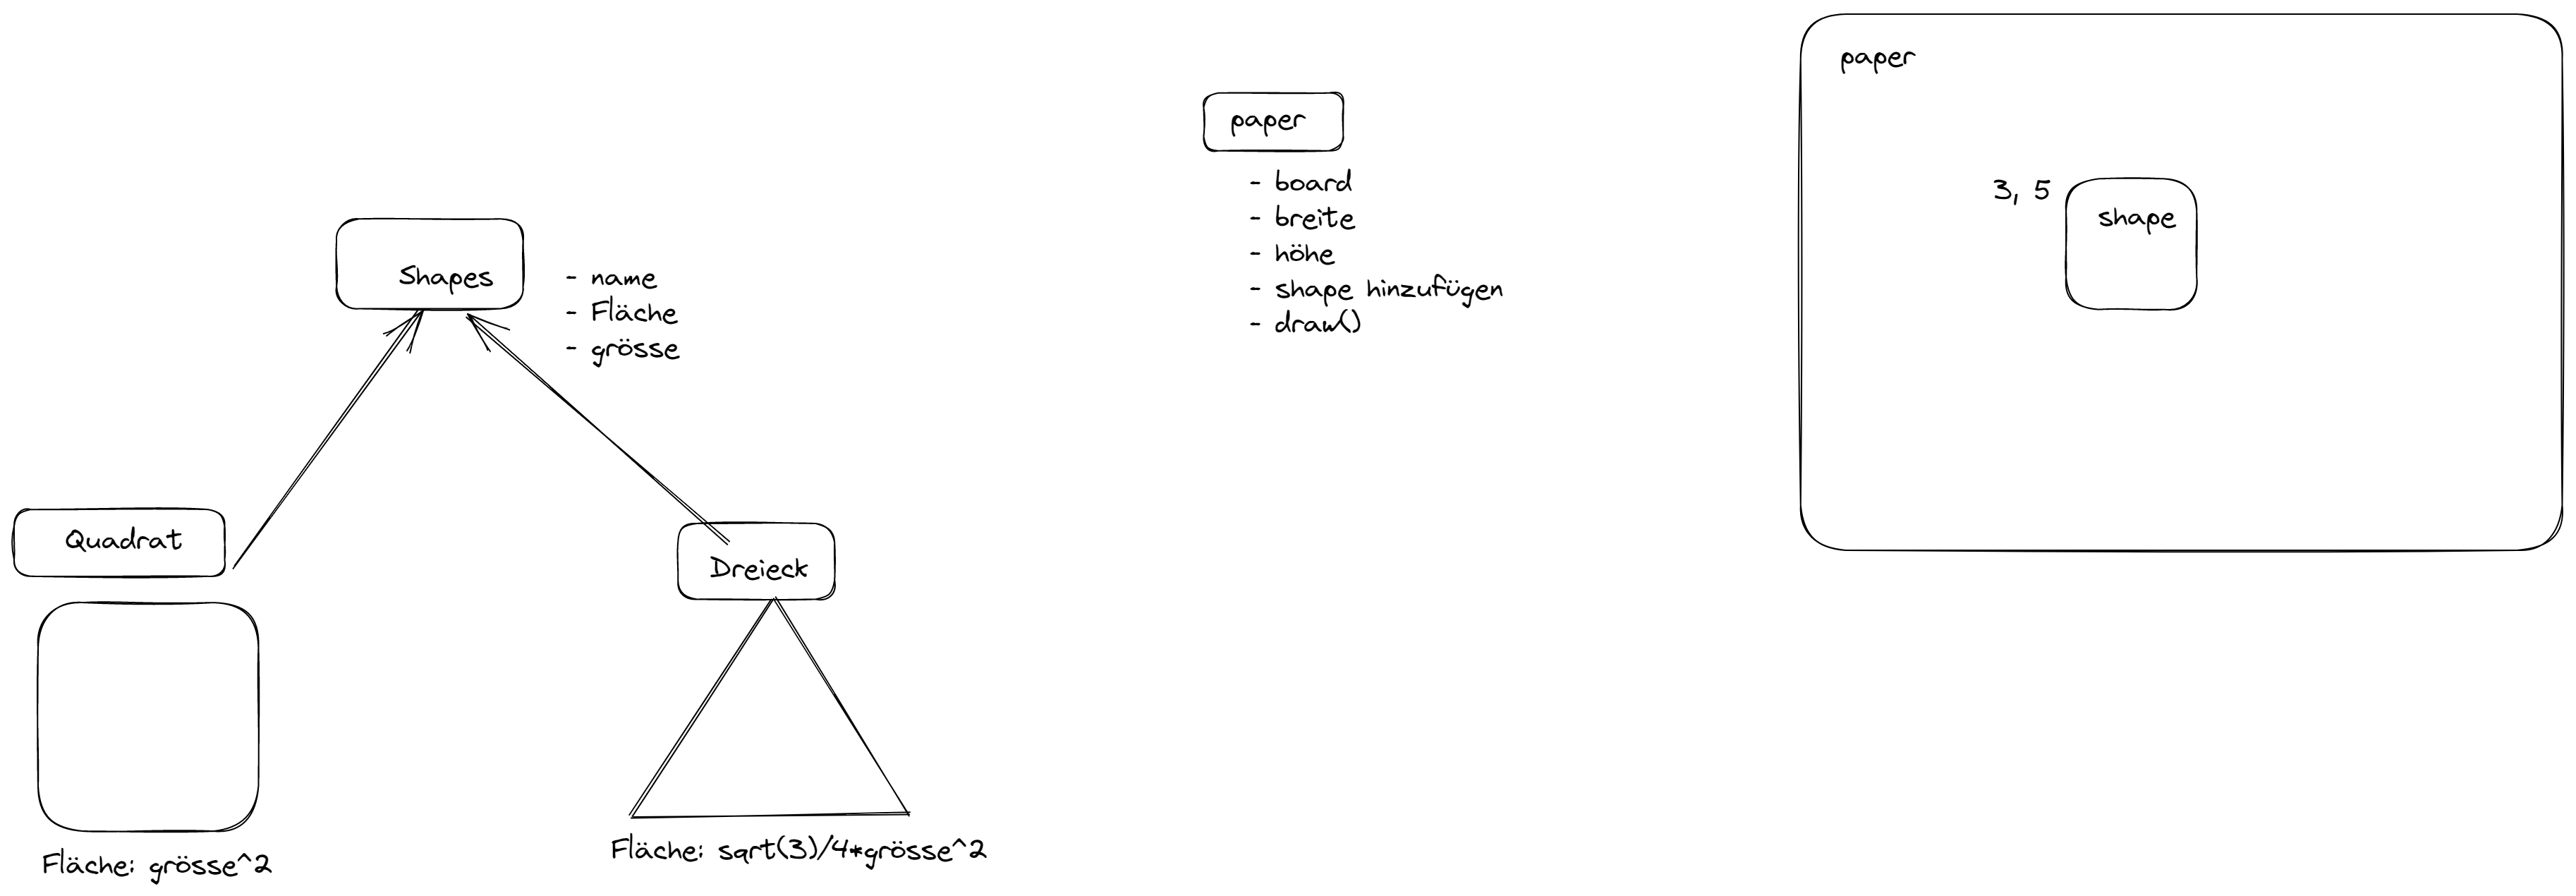 Shapes
- name
- Fläche
- grösse
Quadrat
Fläche: grösse^2
Dreieck
Fläche: sqrt(3)/4*grösse^2
paper
- board
- breite
- höhe
- shape hinzufügen
- draw()
paper
3, 5
shape